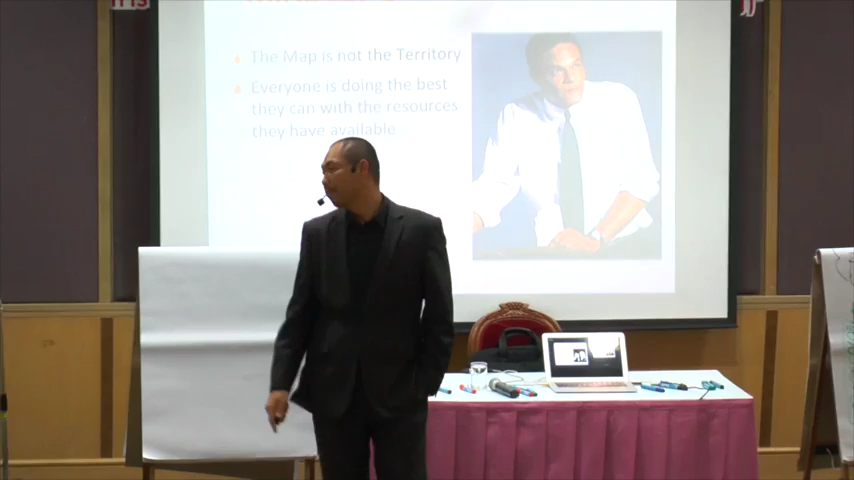 The Map is not the Territory
Everyone is doing the best
they can with the resources
they have available